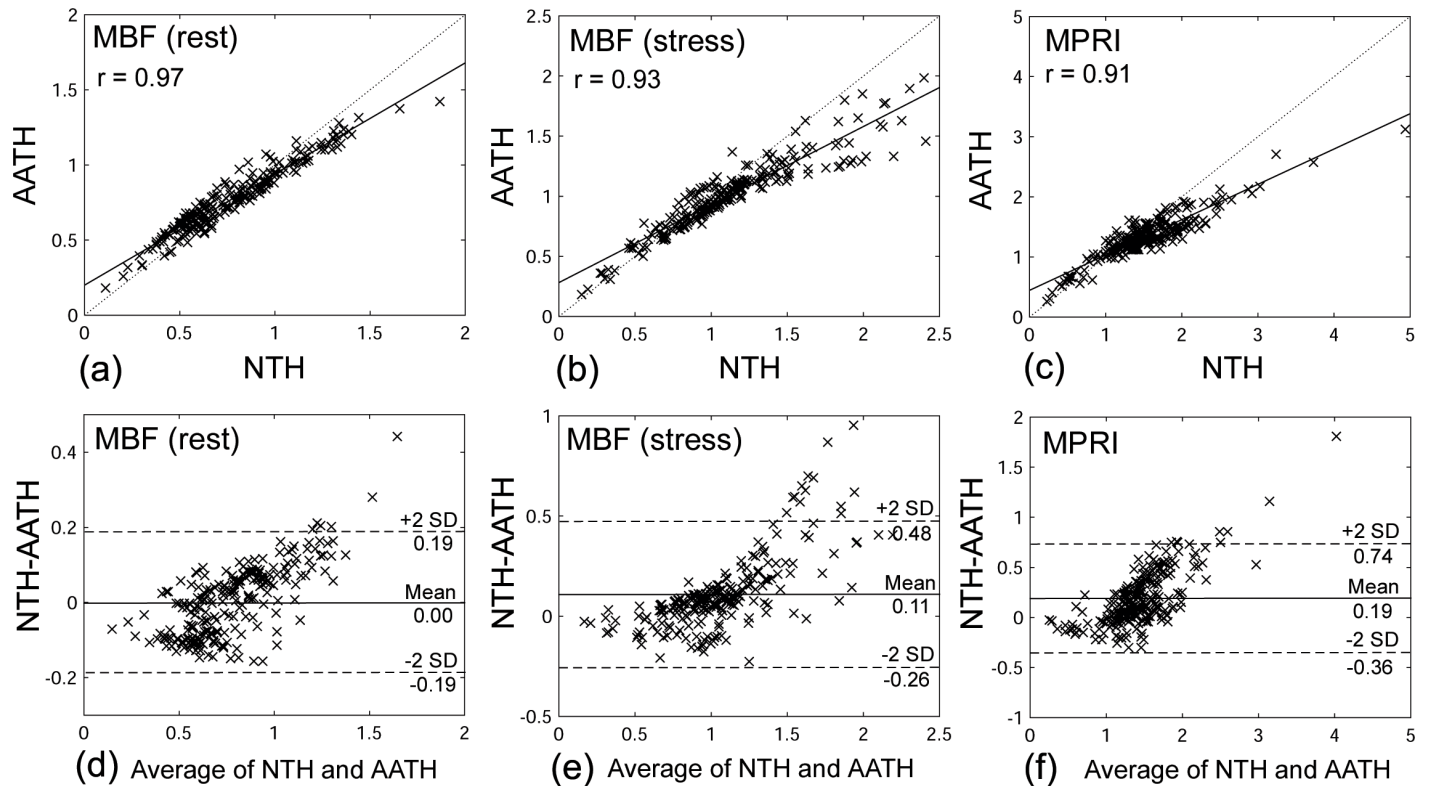 MBF (rest)
r = 0.97
AATH
2
1.5
1
0.5
0
0
0.5
1
1.5
2
(a)
NTH
MBF (stress)
r = 0.93
AATH
2.5
2
1.5
1
0.5
0
0
0.5
1
1.5
2
2.5
(b)
NTH
MPRI
r = 0.91
AATH
5
4
3
2
1
0
0
1
2
3
4
5
(c)
NTH
MBF (rest)
NTH-AATH
0.4
0.2
0
-0.2
+2 SD
0.19
Mean
0.00
-2 SD
-0.19
0
0.5
1
1.5
2
(d) Average of NTH and AATH
MBF (stress)
NTH-AATH
1
0.5
0
-0.5
+2 SD
0.48
Mean
0.11
-2 SD
-0.26
0
0.5
1
1.5
2
2.5
(e) Average of NTH and AATH
MPRI
NTH-AATH
2
1.5
1
0.5
0
-0.5
-1
+2 SD
0.74
Mean
0.19
-2 SD
-0.36
0
1
2
3
4
5
(f) Average of NTH and AATH